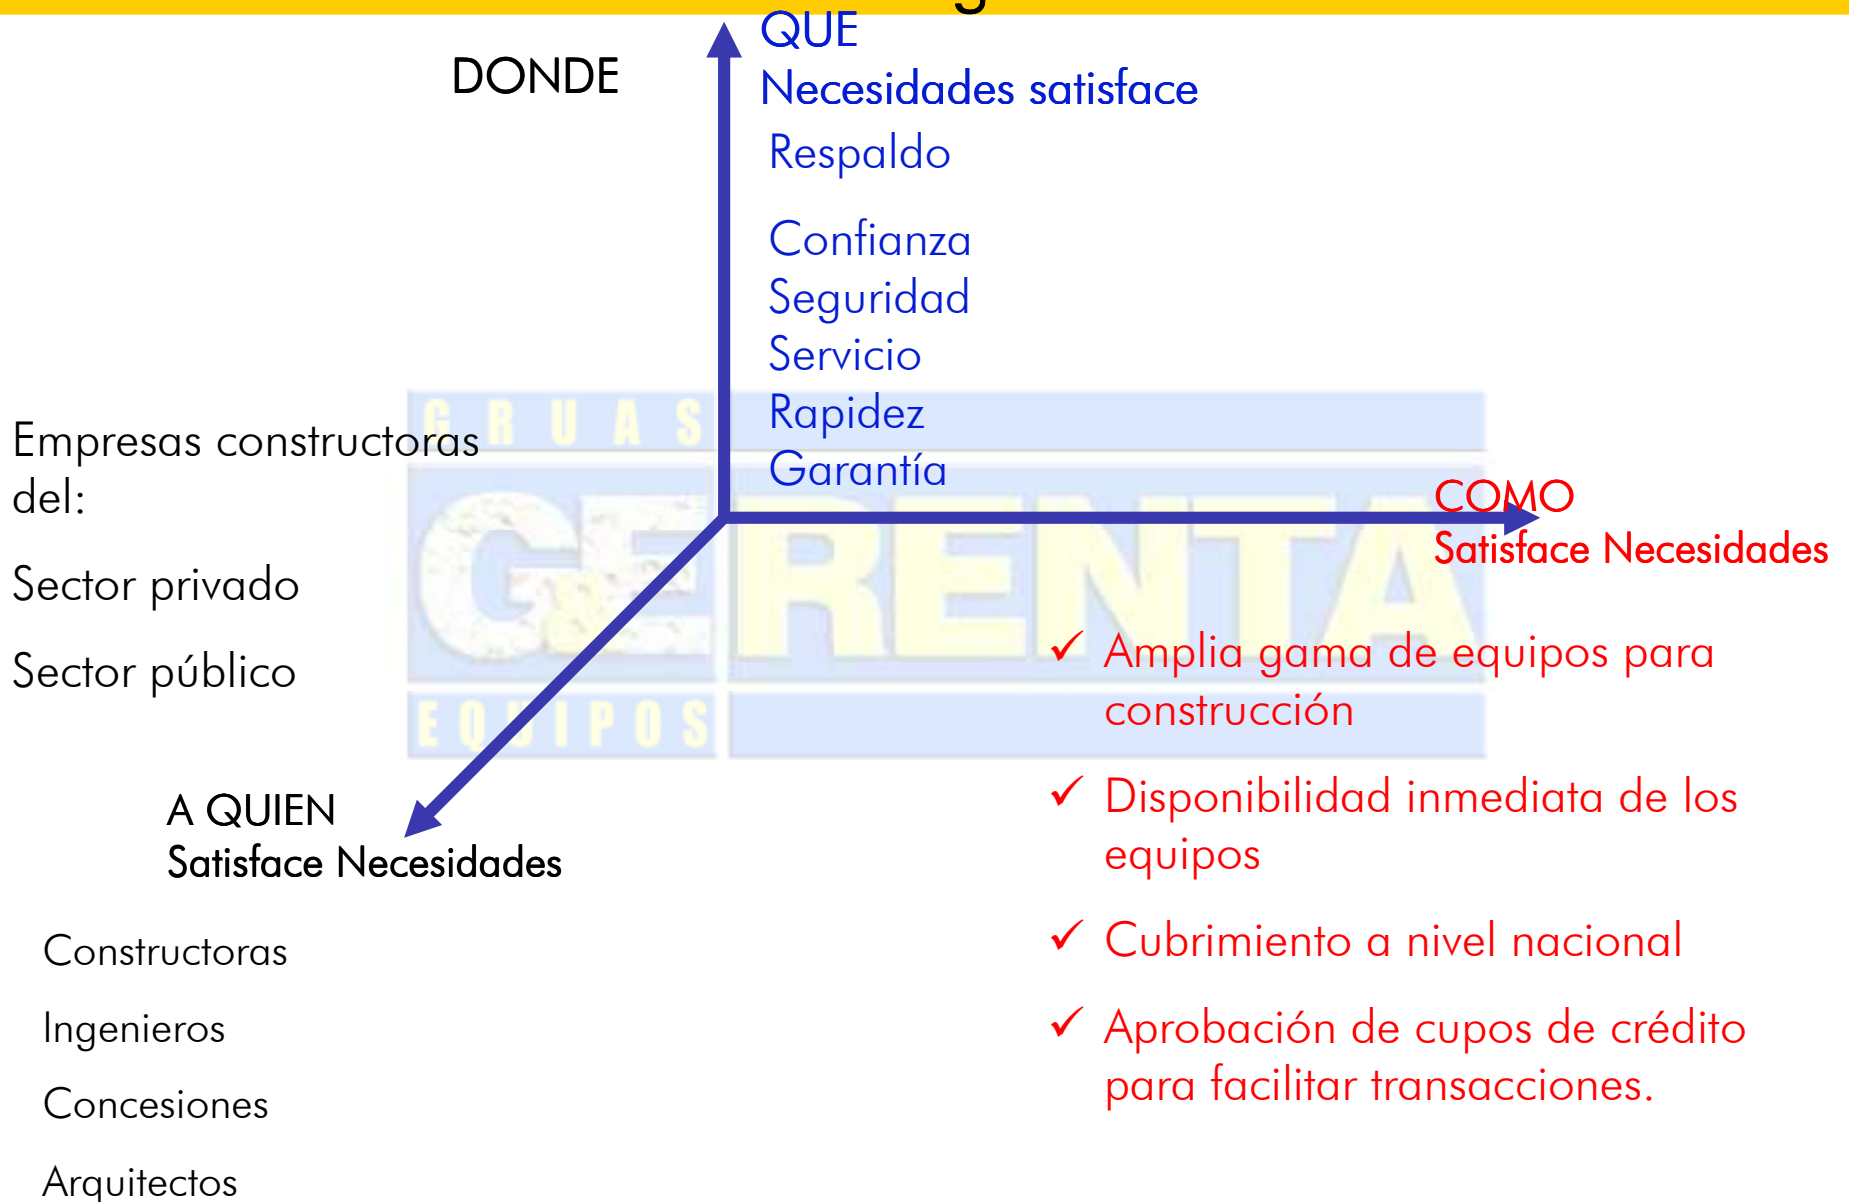 DONDE
QUE
Necesidades satisface
Respaldo
Confianza
Seguridad
Servicio
Rapidez
Garantía
GRUAS
G&E RENTA
EQUIPOS
Empresas constructoras
del:
Sector privado
Sector público
COMO
Satisface Necesidades
✓ Amplia gama de equipos para
construcción
✓ Disponibilidad inmediata de los
equipos
✓ Cubrimiento a nivel nacional
✓ Aprobación de cupos de crédito
para facilitar transacciones.
A QUIEN
Satisface Necesidades
Constructoras
Ingenieros
Concesiones
Arquitectos